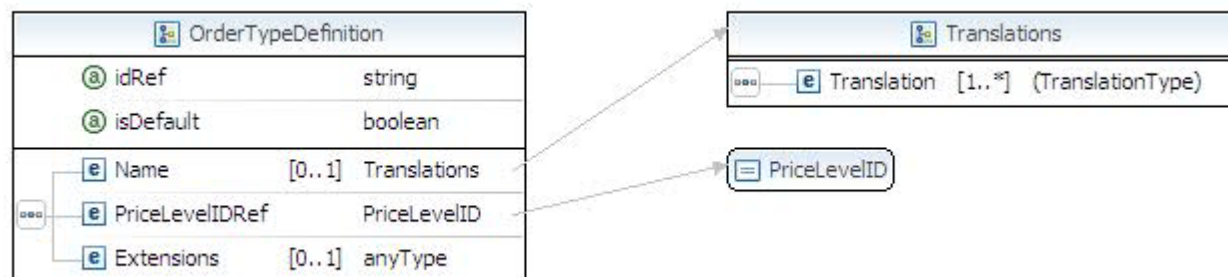 OrderTypeDefinition
a idRef string
a isDefault boolean
e Name [0..1] Translations
e PriceLevelIDRef PriceLevelID
e Extensions [0..1] anyType
Translations
e Translation [1..*] (TranslationType)
PriceLevelID